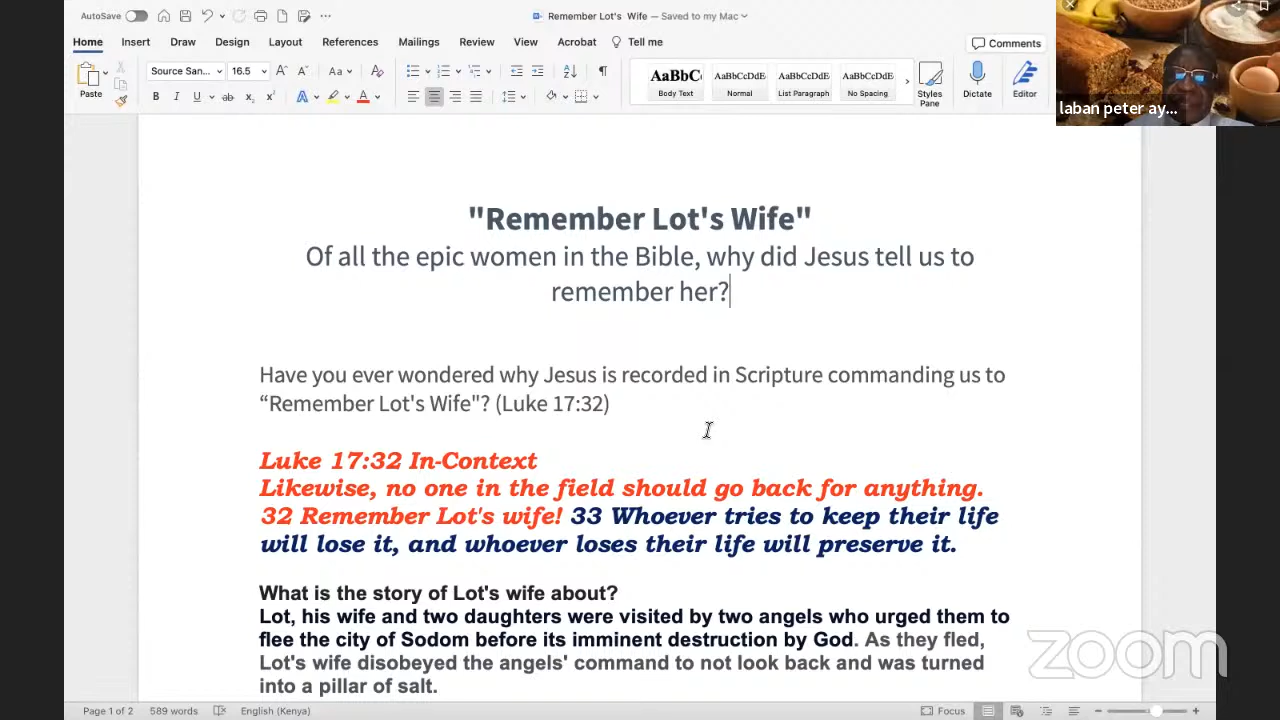 AutoSave
Remember Lot's Wife — Saved to my Mac
Home Insert Draw Design Layout References Mailings Review View Acrobat Tell me
Comments
Paste
Source San... 16.5
AaBbC AaBbCcDdE AaBbCcDdE AaBbCcDdE
Body Text Normal List Paragraph No Spacing
Styles Pane
Dictate
Editor
laban peter ay...
"Remember Lot's Wife"
Of all the epic women in the Bible, why did Jesus tell us to
remember her?
Have you ever wondered why Jesus is recorded in Scripture commanding us to
“Remember Lot's Wife"? (Luke 17:32)
Luke 17:32 In-Context
Likewise, no one in the field should go back for anything.
32 Remember Lot's wife! 33 Whoever tries to keep their life
will lose it, and whoever loses their life will preserve it.
What is the story of Lot's wife about?
Lot, his wife and two daughters were visited by two angels who urged them to
flee the city of Sodom before its imminent destruction by God. As they fled,
Lot's wife disobeyed the angels' command to not look back and was turned
into a pillar of salt.
zoom
Page 1 of 2 589 words English (Kenya) Focus